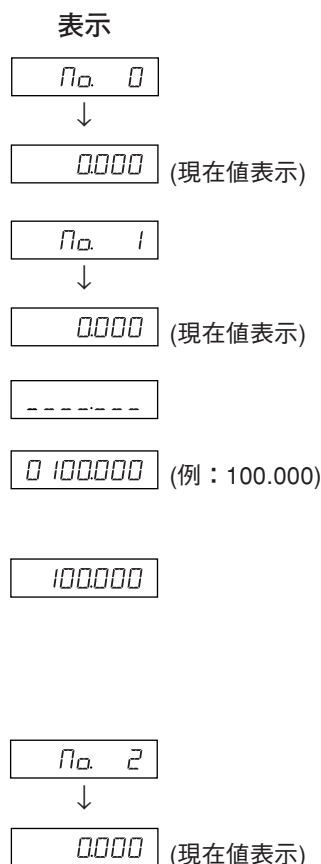 表示
No. 0
↓
0.000 (現在値表示)
No. 1
↓
0.000 (現在値表示)
_ _ _ _._ _ _
0 100.000 (例：100.000)
100.000
No. 2
↓
0.000 (現在値表示)